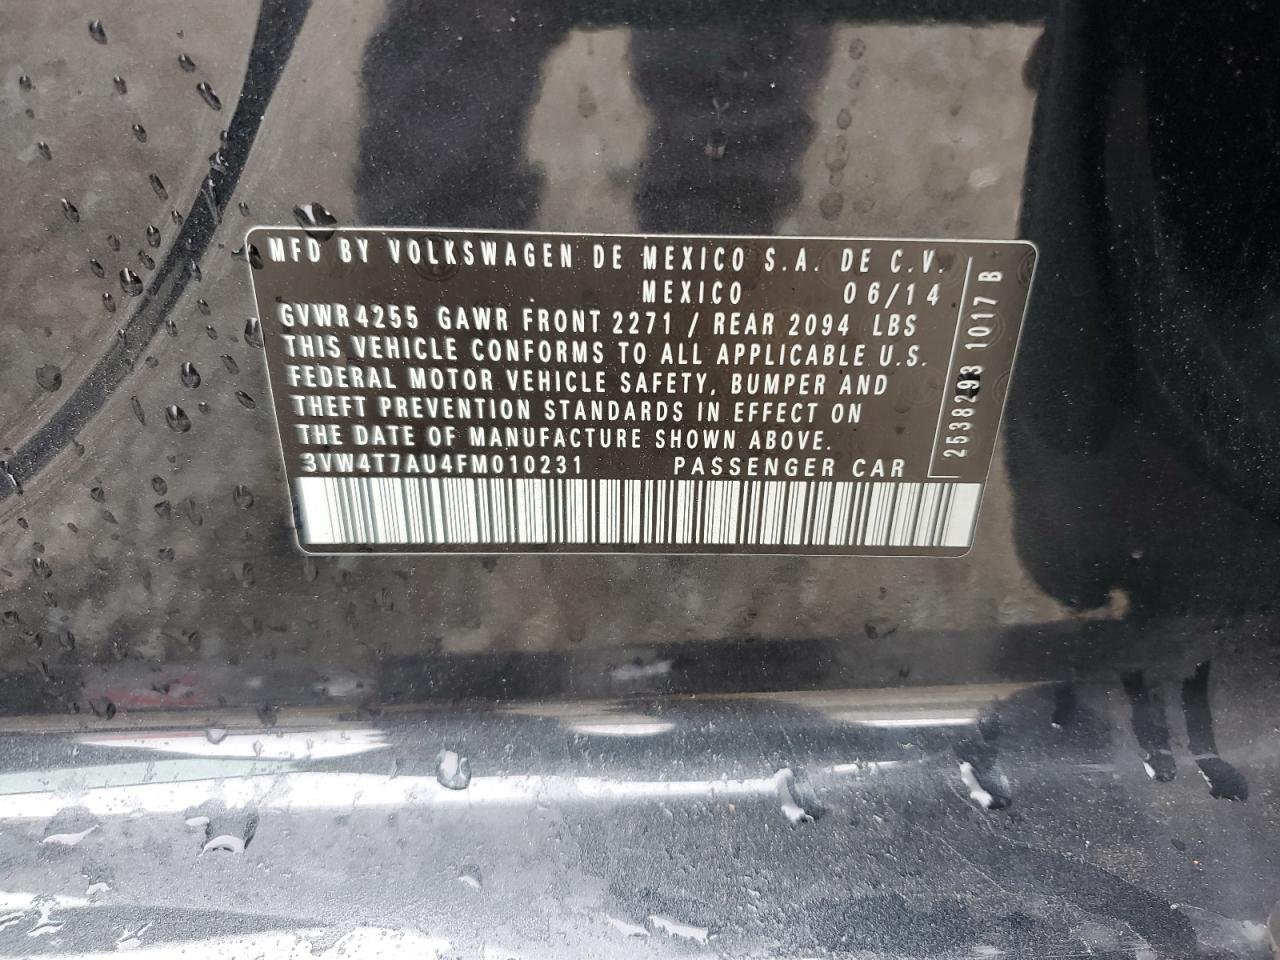 MFD BY VOLKSWAGEN DE MEXICO S.A. DE C.V.
MEXICO 06/14
GVWR 4255 GAWR FRONT 2271 / REAR 2094 LBS
THIS VEHICLE CONFORMS TO ALL APPLICABLE U.S.
FEDERAL MOTOR VEHICLE SAFETY, BUMPER AND
THEFT PREVENTION STANDARDS IN EFFECT ON
THE DATE OF MANUFACTURE SHOWN ABOVE.
3VW4T7AU4FM010231 PASSENGER CAR
2538293 1017 B